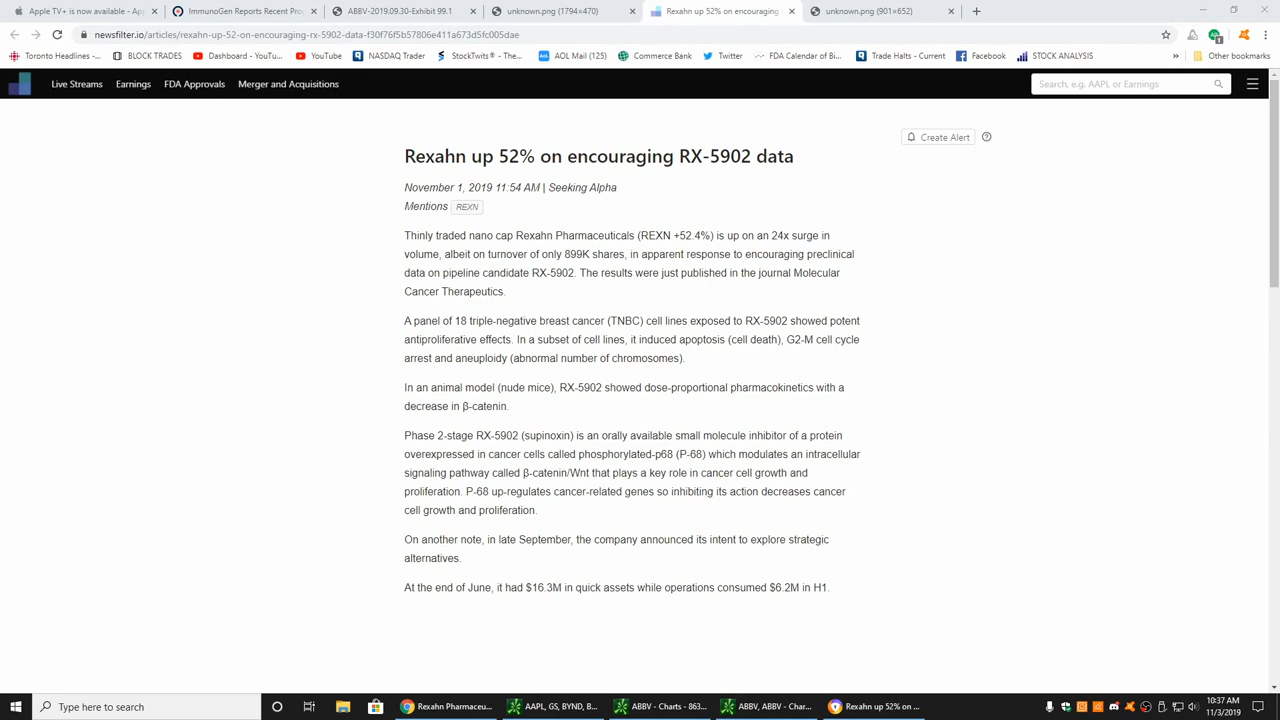 Apple TV+ is now available - Ap
ImmunoGen Reports Recent Prog
ABBV-2019.09.30-Exhibit 99.1
unknown.png (1794×470)
Rexahn up 52% on encouraging
unknown.png (901×652)
newsfilter.io/articles/rexahn-up-52-on-encouraging-rx-5902-data-f30f76f5b57806e411a673d5fc005dae
Toronto Headlines -...
BLOCK TRADES
Dashboard - YouTu...
YouTube
NASDAQ Trader
StockTwits® - The...
AOL Mail (125)
Commerce Bank
Twitter
FDA Calendar of Bi...
Trade Halts - Current
Facebook
STOCK ANALYSIS
»
Other bookmarks
Live Streams
Earnings
FDA Approvals
Merger and Acquisitions
Search, e.g. AAPL or Earnings
Create Alert
Rexahn up 52% on encouraging RX-5902 data
November 1, 2019 11:54 AM | Seeking Alpha
Mentions REXN
Thinly traded nano cap Rexahn Pharmaceuticals (REXN +52.4%) is up on an 24x surge in
volume, albeit on turnover of only 899K shares, in apparent response to encouraging preclinical
data on pipeline candidate RX-5902. The results were just published in the journal Molecular
Cancer Therapeutics.
A panel of 18 triple-negative breast cancer (TNBC) cell lines exposed to RX-5902 showed potent
antiproliferative effects. In a subset of cell lines, it induced apoptosis (cell death), G2-M cell cycle
arrest and aneuploidy (abnormal number of chromosomes).
In an animal model (nude mice), RX-5902 showed dose-proportional pharmacokinetics with a
decrease in β-catenin.
Phase 2-stage RX-5902 (supinoxin) is an orally available small molecule inhibitor of a protein
overexpressed in cancer cells called phosphorylated-p68 (P-68) which modulates an intracellular
signaling pathway called β-catenin/Wnt that plays a key role in cancer cell growth and
proliferation. P-68 up-regulates cancer-related genes so inhibiting its action decreases cancer
cell growth and proliferation.
On another note, in late September, the company announced its intent to explore strategic
alternatives.
At the end of June, it had $16.3M in quick assets while operations consumed $6.2M in H1.
Type here to search
Rexahn Pharmaceu...
AAPL, GS, BYND, B...
ABBV - Charts - 863...
ABBV, ABBV - Char...
Rexahn up 52% on ...
10:37 AM
11/3/2019